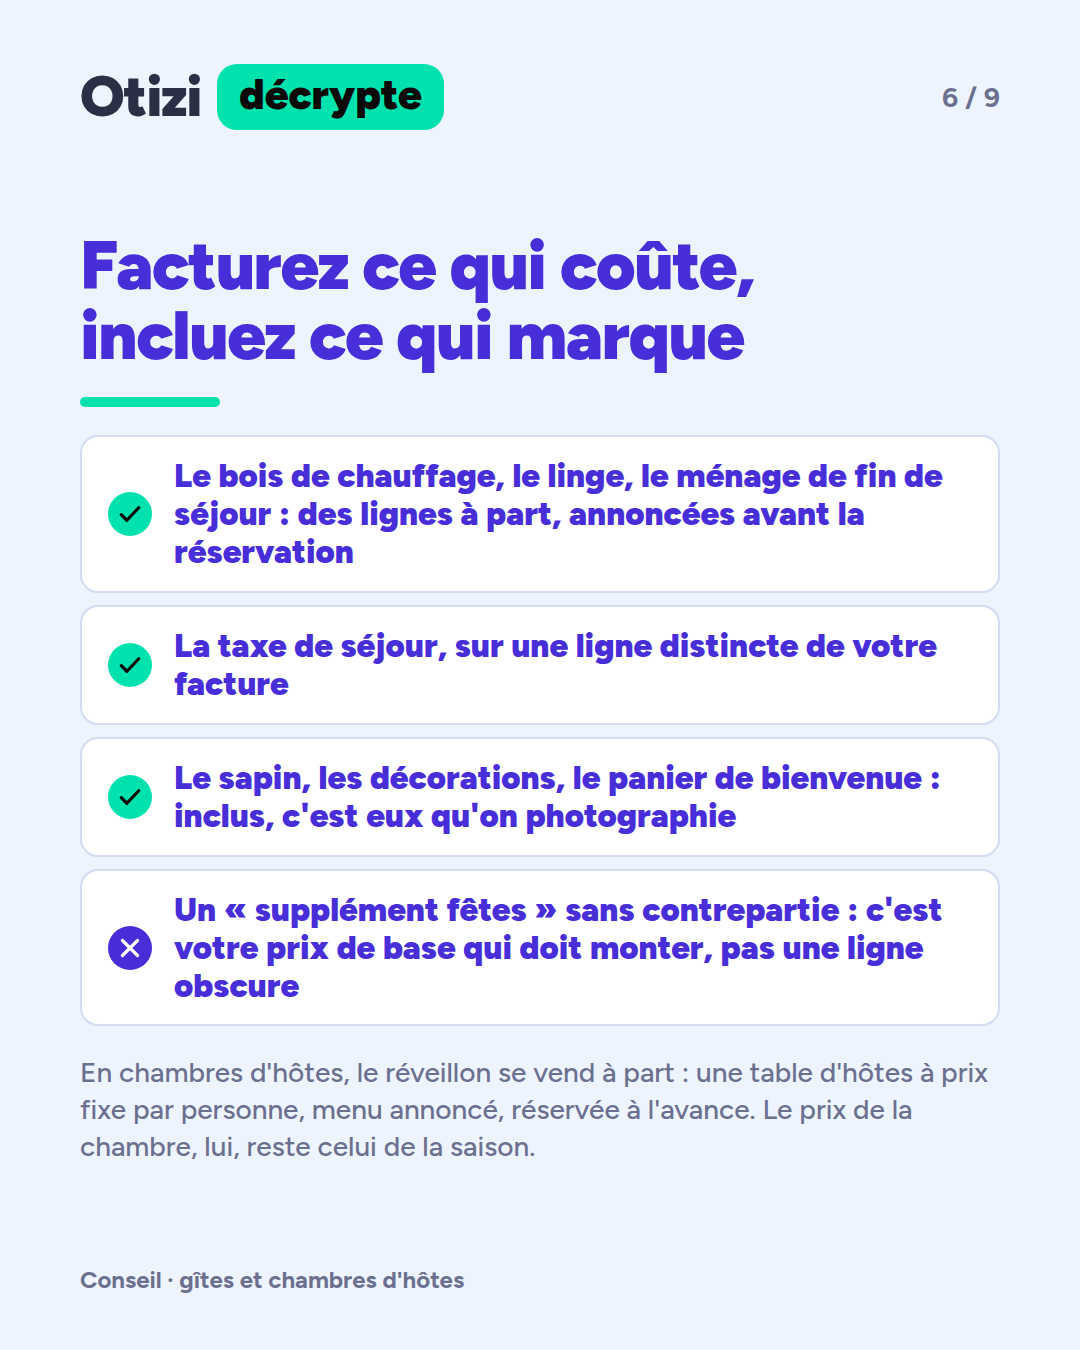 Otizi décrypte
6 / 9
Facturez ce qui coûte,
incluez ce qui marque
Le bois de chauffage, le linge, le ménage de fin de
séjour : des lignes à part, annoncées avant la
réservation
La taxe de séjour, sur une ligne distincte de votre
facture
Le sapin, les décorations, le panier de bienvenue :
inclus, c'est eux qu'on photographie
Un « supplément fêtes » sans contrepartie : c'est
votre prix de base qui doit monter, pas une ligne
obscure
En chambres d'hôtes, le réveillon se vend à part : une table d'hôtes à prix
fixe par personne, menu annoncé, réservée à l'avance. Le prix de la
chambre, lui, reste celui de la saison.
Conseil · gîtes et chambres d'hôtes